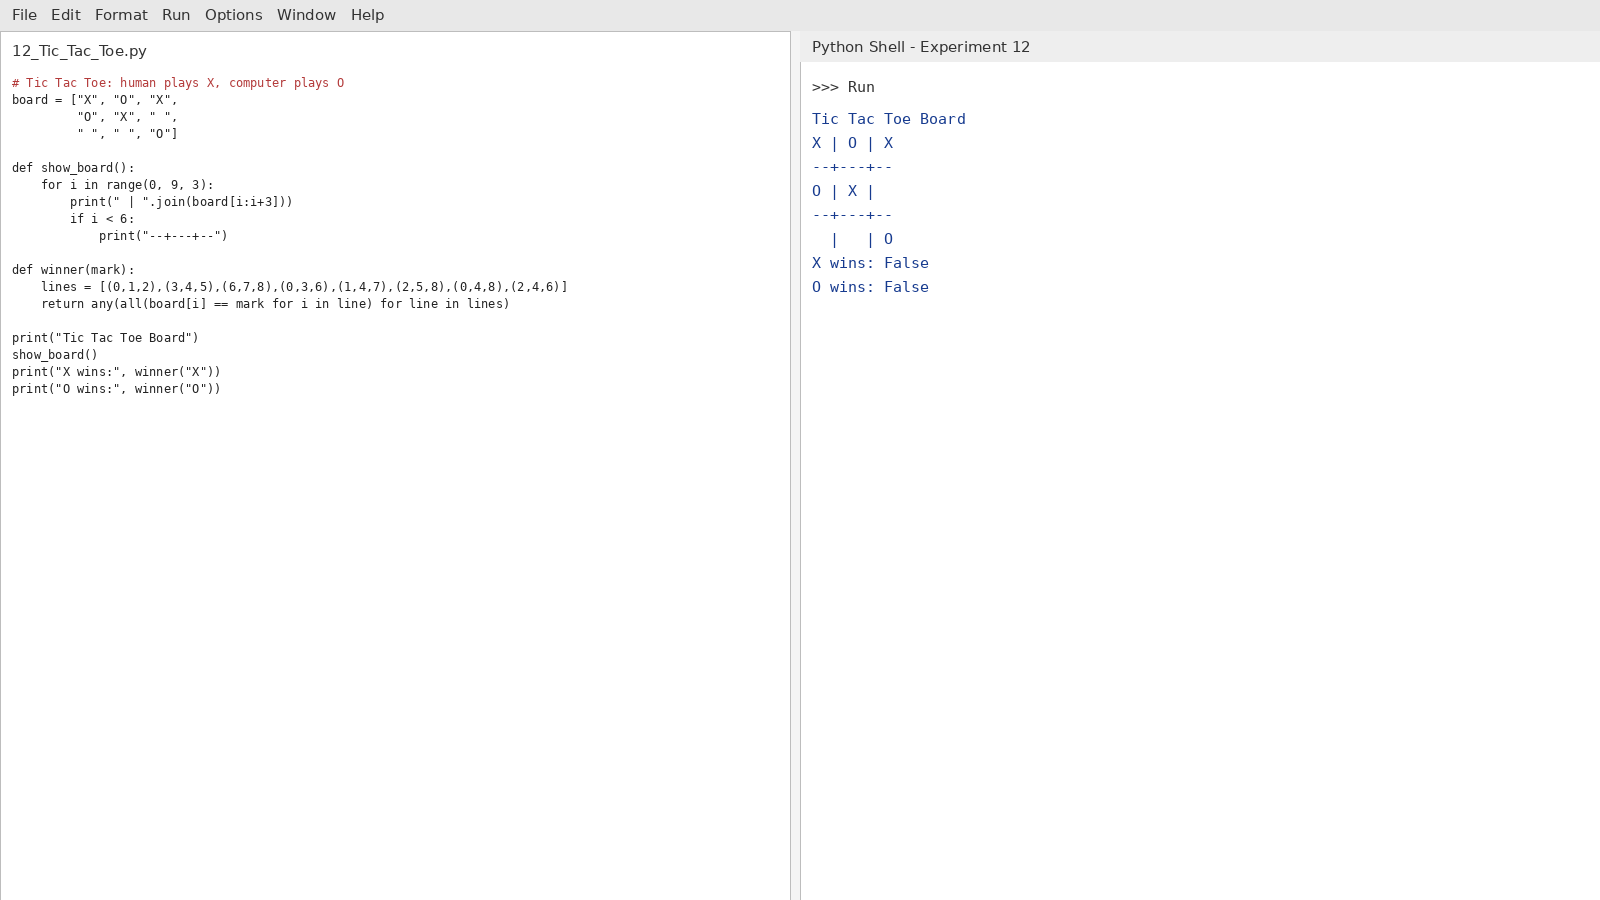 File Edit Format Run Options Window Help
12_Tic_Tac_Toe.py
# Tic Tac Toe: human plays X, computer plays O
board = ["X", "O", "X",
         "O", "X", " ",
         " ", " ", "O"]

def show_board():
    for i in range(0, 9, 3):
        print(" | ".join(board[i:i+3]))
        if i < 6:
            print("--+---+--")

def winner(mark):
    lines = [(0,1,2),(3,4,5),(6,7,8),(0,3,6),(1,4,7),(2,5,8),(0,4,8),(2,4,6)]
    return any(all(board[i] == mark for i in line) for line in lines)

print("Tic Tac Toe Board")
show_board()
print("X wins:", winner("X"))
print("O wins:", winner("O"))
Python Shell - Experiment 12
>>> Run
Tic Tac Toe Board
X | O | X
--+---+--
O | X |
--+---+--
  |   | O
X wins: False
O wins: False